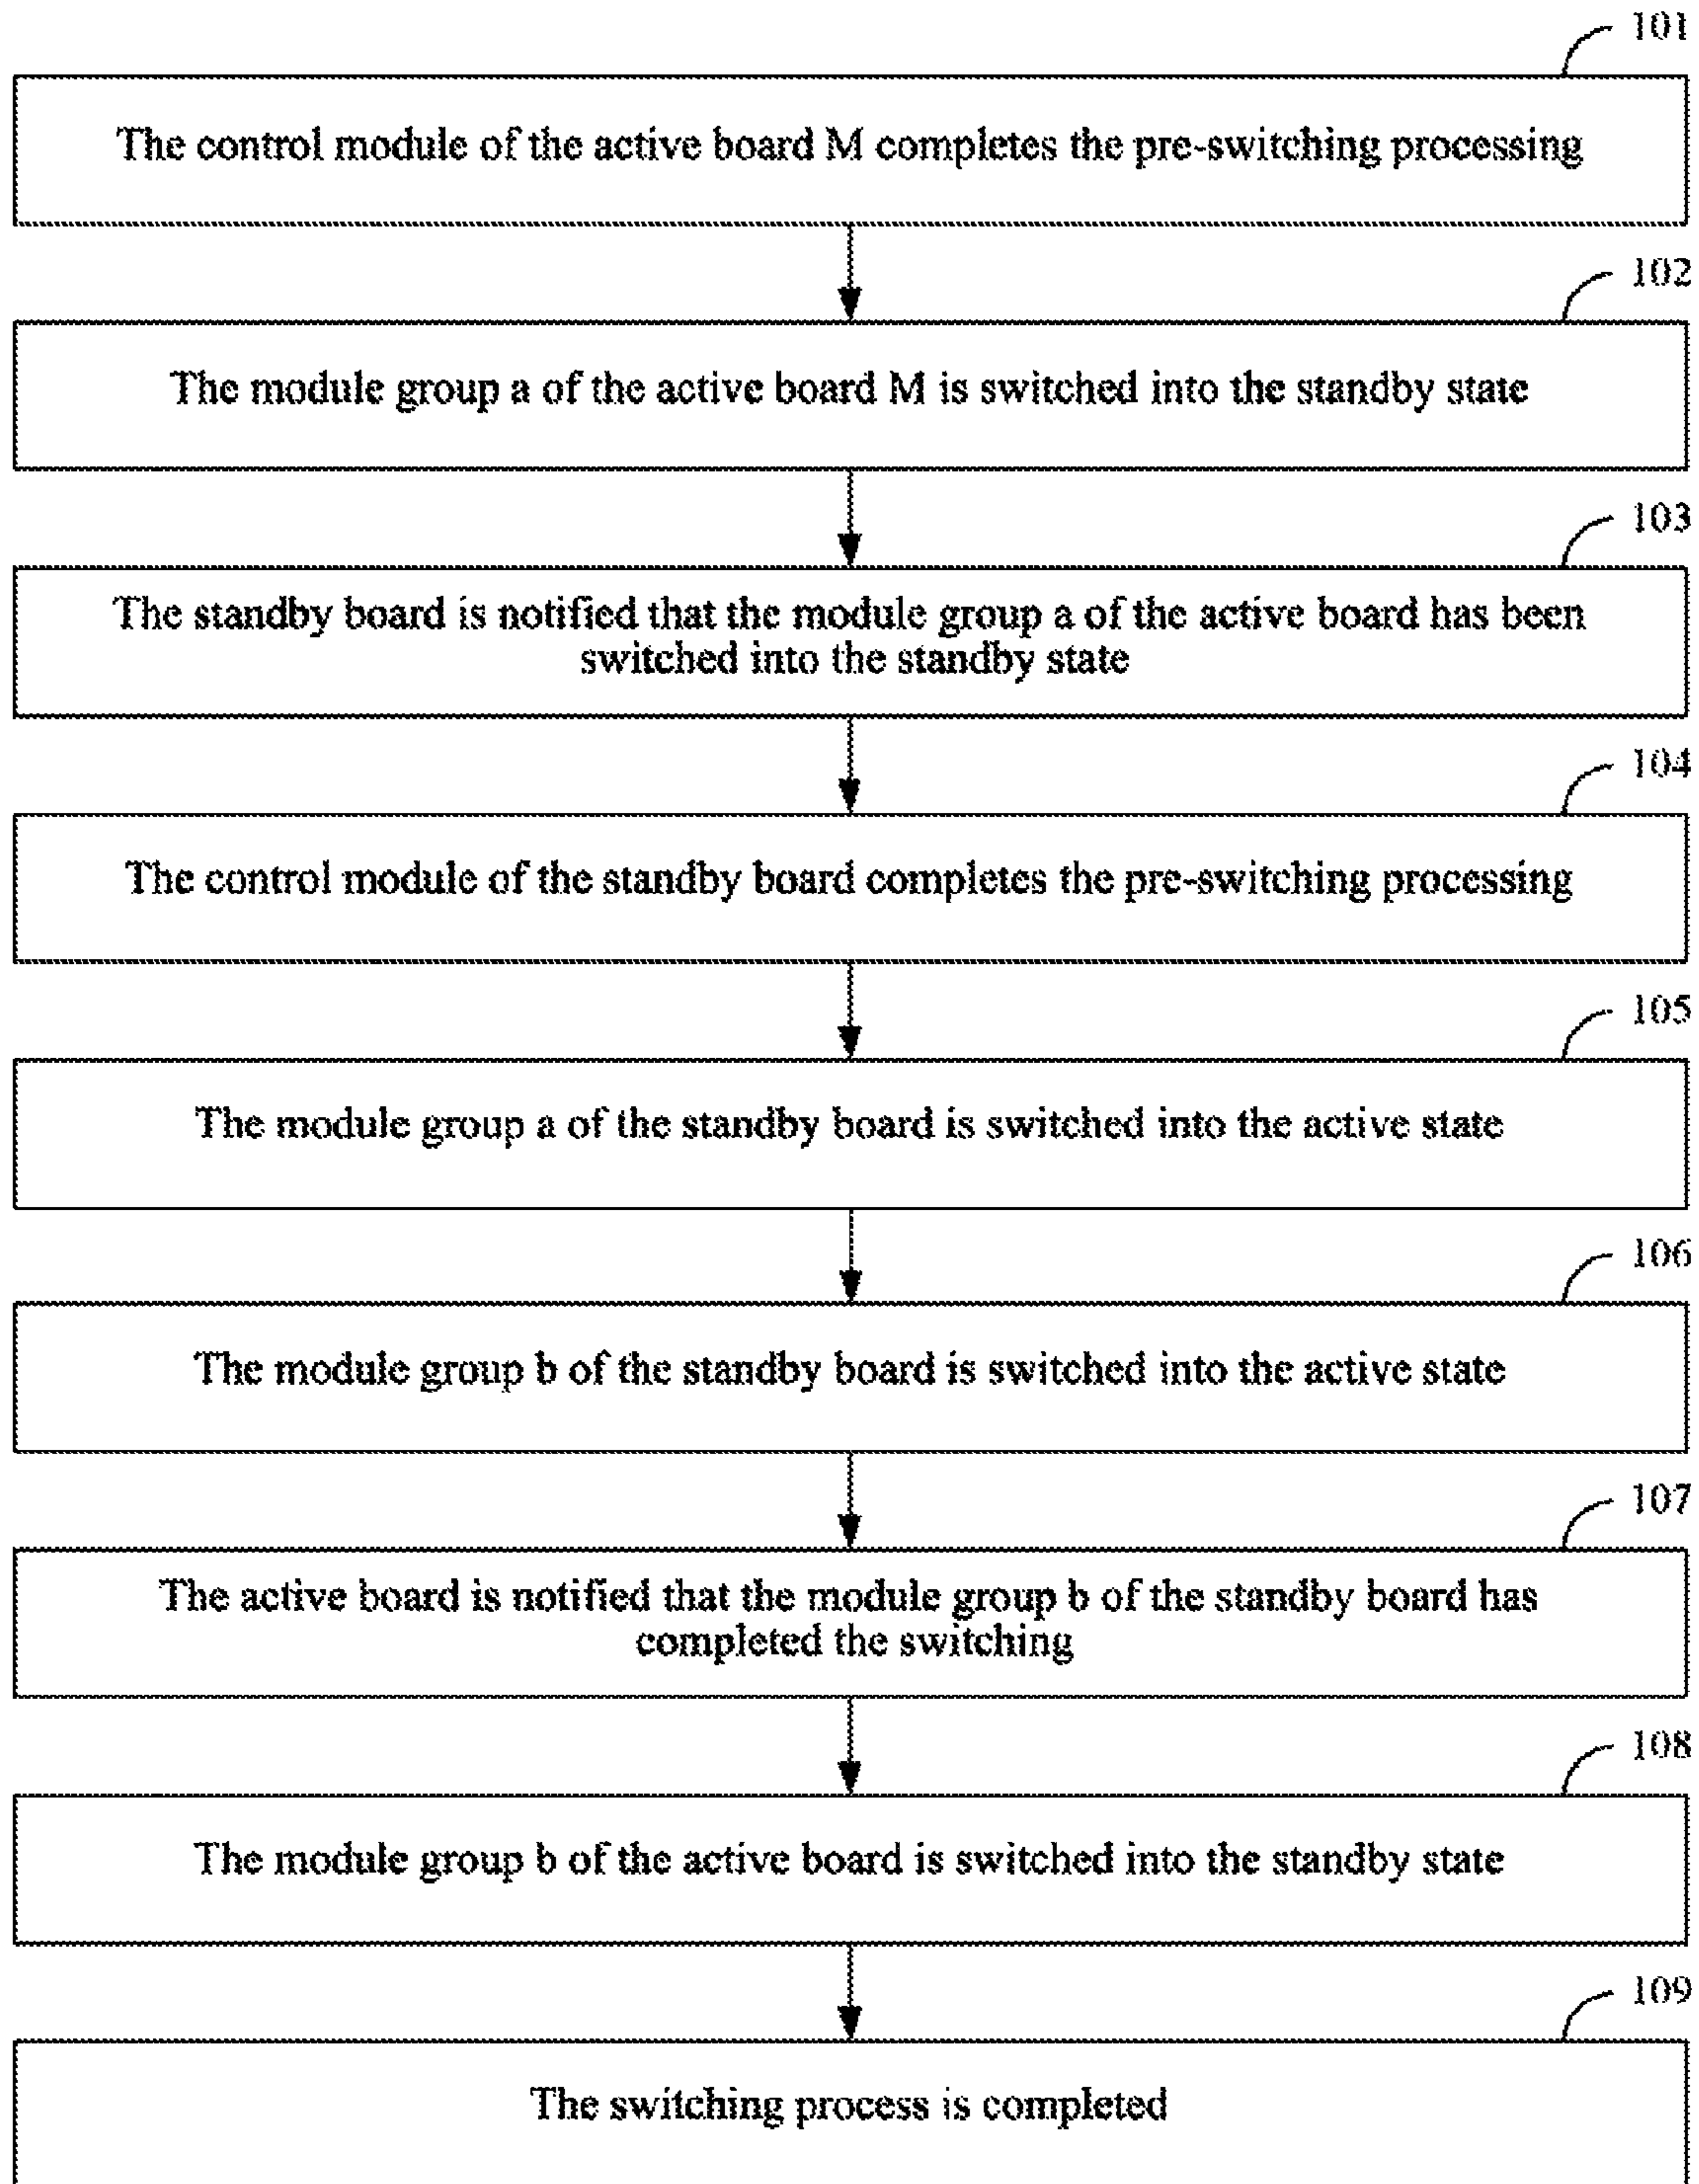 101
The control module of the active board M completes the pre-switching processing
102
The module group a of the active board M is switched into the standby state
103
The standby board is notified that the module group a of the active board has been
switched into the standby state
104
The control module of the standby board completes the pre-switching processing
105
The module group a of the standby board is switched into the active state
106
The module group b of the standby board is switched into the active state
107
The active board is notified that the module group b of the standby board has
completed the switching
108
The module group b of the active board is switched into the standby state
109
The switching process is completed